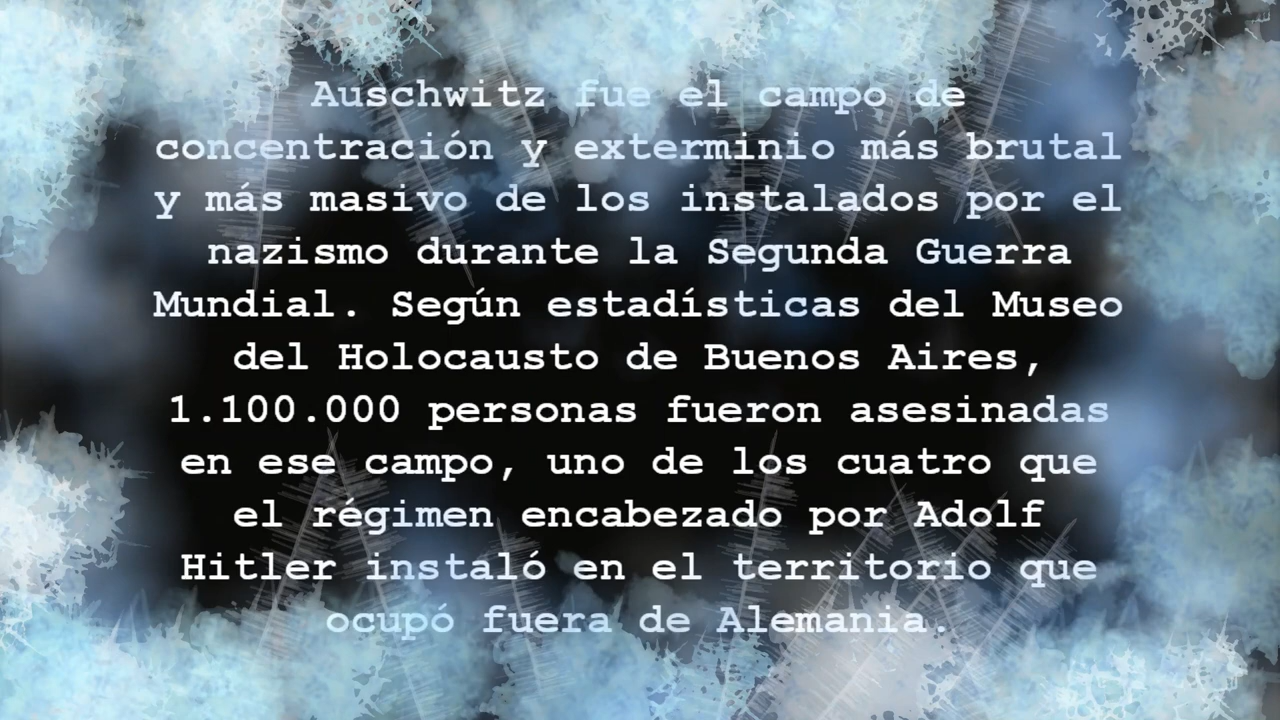 Auschwitz fue el campo de
concentración y exterminio más brutal
y más masivo de los instalados por el
nazismo durante la Segunda Guerra
Mundial. Según estadísticas del Museo
del Holocausto de Buenos Aires,
1.100.000 personas fueron asesinadas
en ese campo, uno de los cuatro que
el régimen encabezado por Adolf
Hitler instaló en el territorio que
ocupó fuera de Alemania.